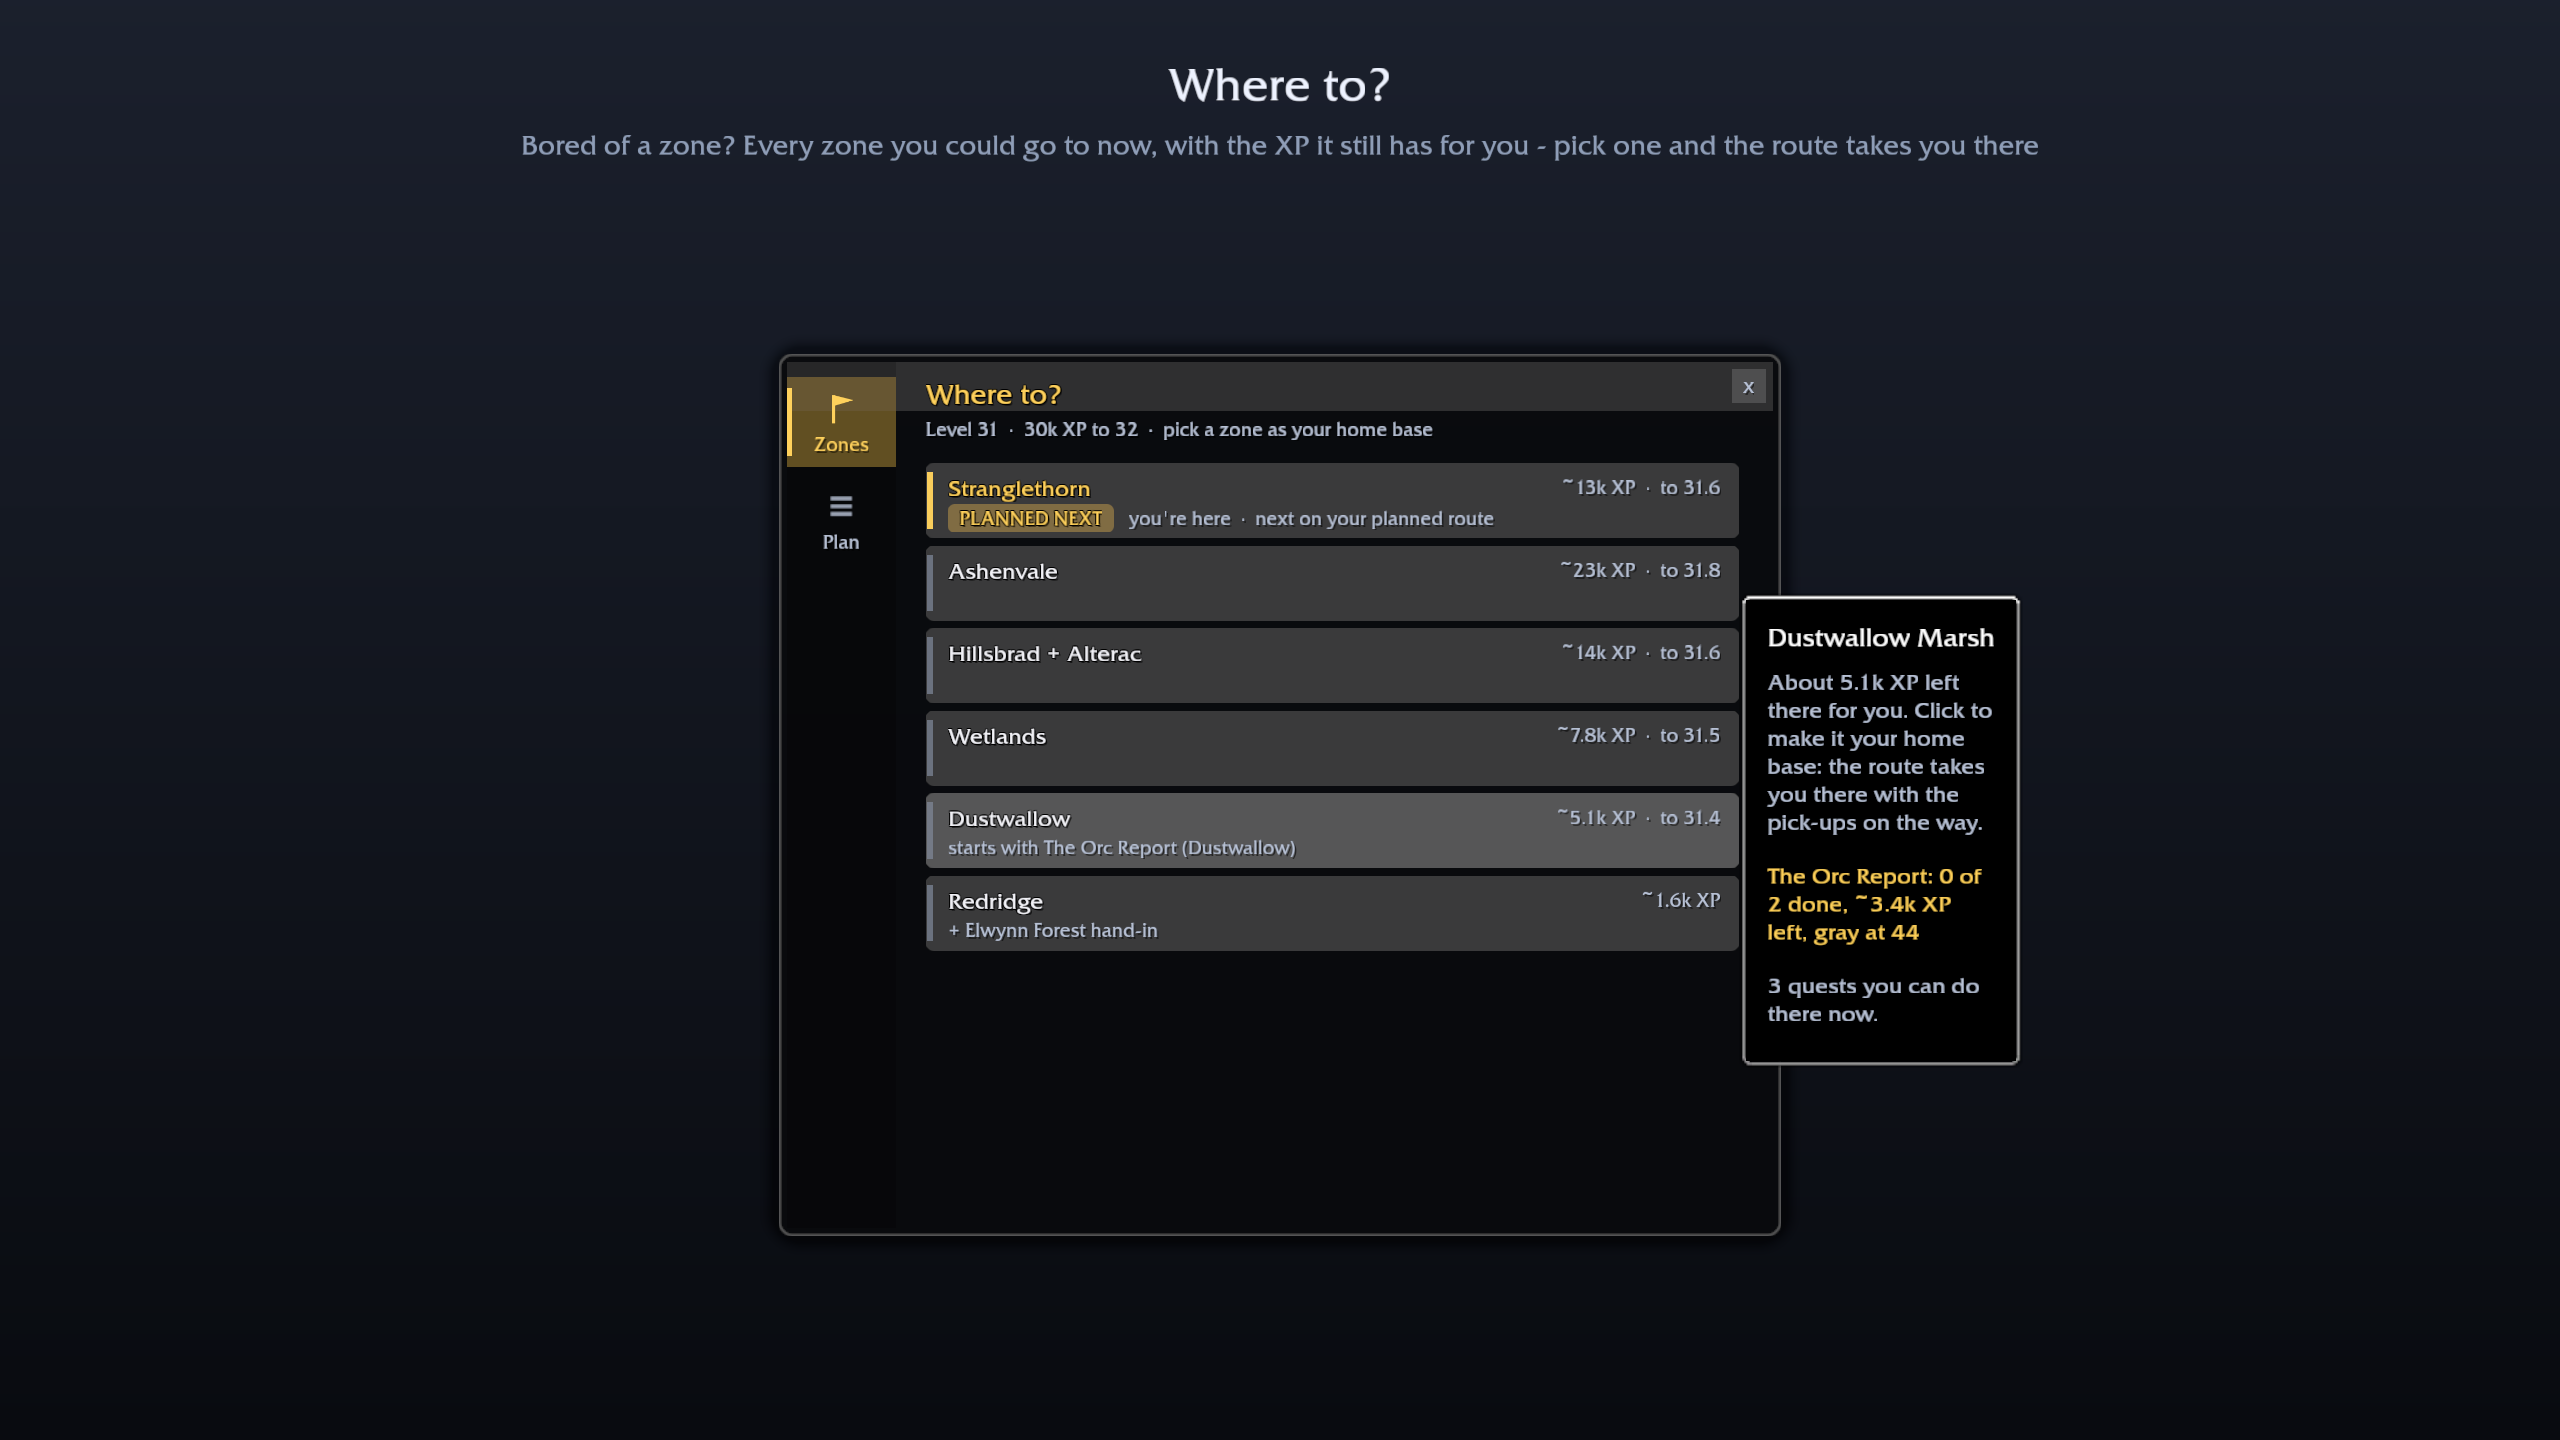 Where to?
Bored of a zone? Every zone you could go to now, with the XP it still has for you - pick one and the route takes you there
Zones
Plan
Where to?
x
Level 31 · 30k XP to 32 · pick a zone as your home base
Stranglethorn
~13k XP · to 31.6
PLANNED NEXT you're here · next on your planned route
Ashenvale
~23k XP · to 31.8
Hillsbrad + Alterac
~14k XP · to 31.6
Wetlands
~7.8k XP · to 31.5
Dustwallow
~5.1k XP · to 31.4
starts with The Orc Report (Dustwallow)
Redridge
~1.6k XP
+ Elwynn Forest hand-in
Dustwallow Marsh
About 5.1k XP left
there for you. Click to
make it your home
base: the route takes
you there with the
pick-ups on the way.
The Orc Report: 0 of
2 done, ~3.4k XP
left, gray at 44
3 quests you can do
there now.